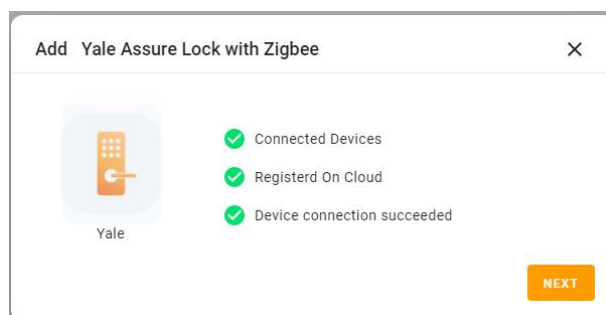 Add Yale Assure Lock with Zigbee
Connected Devices
Registerd On Cloud
Device connection succeeded
Yale
NEXT